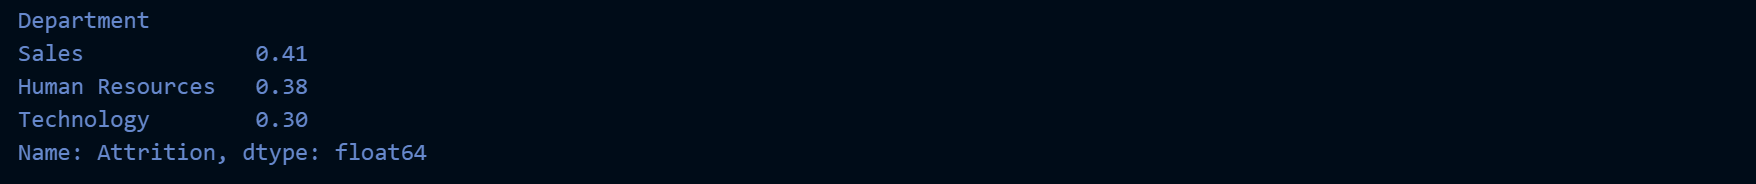 Department
Sales             0.41
Human Resources   0.38
Technology        0.30
Name: Attrition, dtype: float64